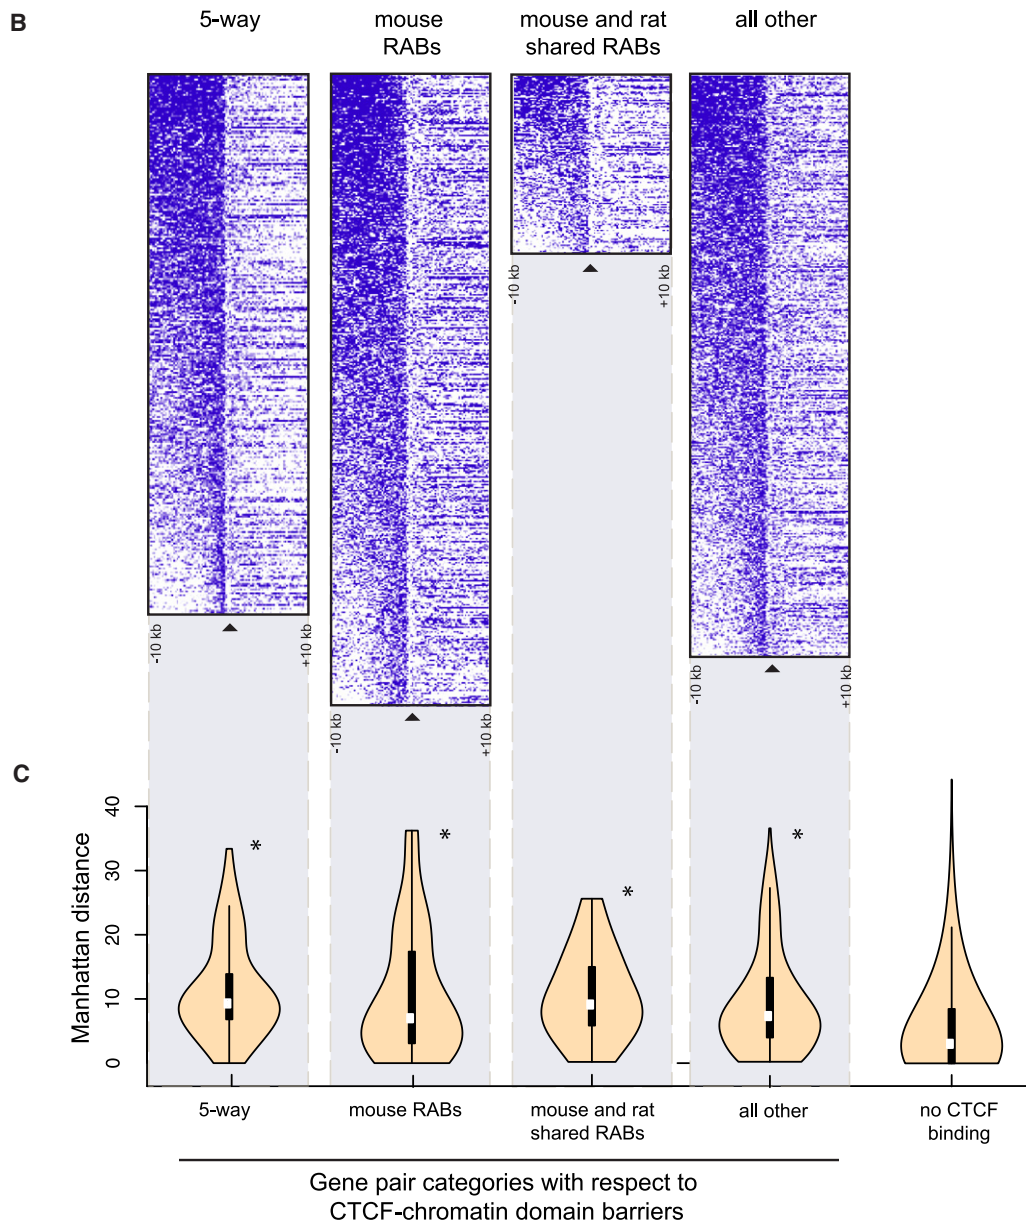 B
5-way
mouse
RABs
mouse and rat
shared RABs
all other
-10 kb
+10 kb
-10 kb
+10 kb
-10 kb
+10 kb
-10 kb
+10 kb
C
Manhattan distance
40
30
20
10
0
*
*
*
*
5-way
mouse RABs
mouse and rat
shared RABs
all other
no CTCF
binding
Gene pair categories with respect to
CTCF-chromatin domain barriers